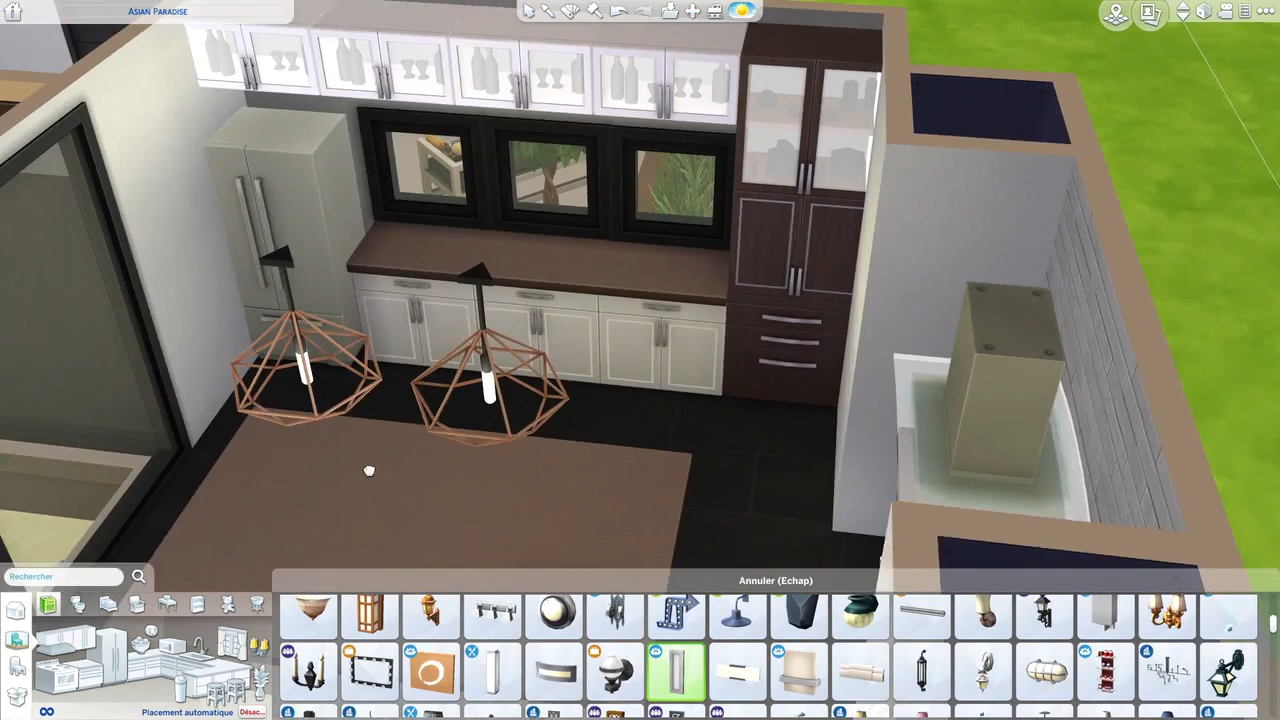 Asian Paradise
Annuler (Echap)
Rechercher
Placement automatique
Désac...